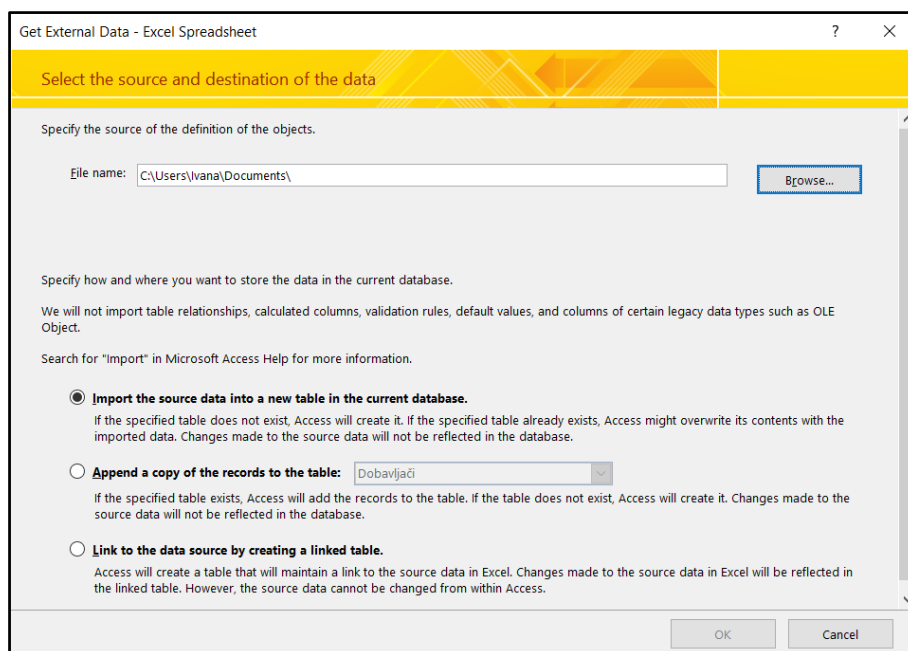 Get External Data - Excel Spreadsheet
Select the source and destination of the data
Specify the source of the definition of the objects.
File name: C:\Users\Ivana\Documents\ Browse...
Specify how and where you want to store the data in the current database.
We will not import table relationships, calculated columns, validation rules, default values, and columns of certain legacy data types such as OLE
Object.
Search for "Import" in Microsoft Access Help for more information.
Import the source data into a new table in the current database.
If the specified table does not exist, Access will create it. If the specified table already exists, Access might overwrite its contents with the
imported data. Changes made to the source data will not be reflected in the database.
Append a copy of the records to the table: Dobavljači
If the specified table exists, Access will add the records to the table. If the table does not exist, Access will create it. Changes made to the
source data will not be reflected in the database.
Link to the data source by creating a linked table.
Access will create a table that will maintain a link to the source data in Excel. Changes made to the source data in Excel will be reflected in
the linked table. However, the source data cannot be changed from within Access.
OK Cancel